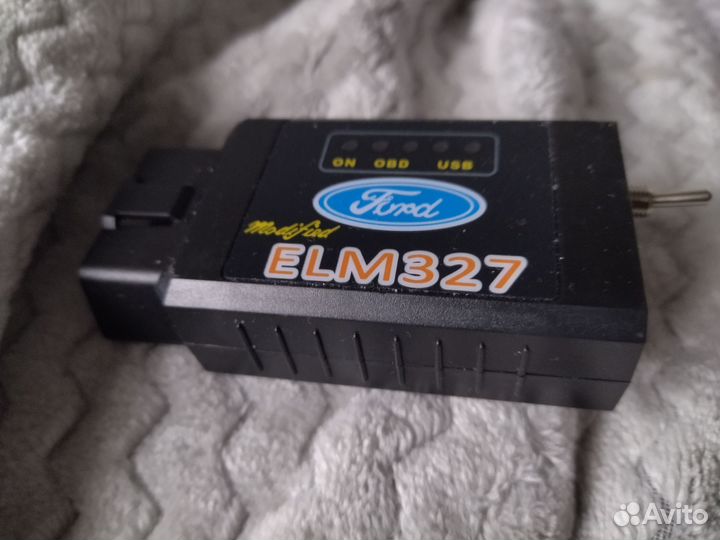 ON OBD USB
Ford
Modified
ELM327
Avito